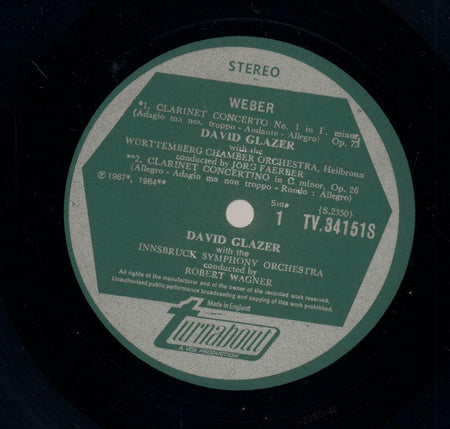 STEREO
WEBER
*1. CLARINET CONCERTO No. 1 in F. minor,
(Adagio ma non troppo - Andante - Allegro) Op. 73
DAVID GLAZER
with the
WURTTEMBERG CHAMBER ORCHESTRA, Heilbronn
conducted by JORG FAERBER
**2. CLARINET CONCERTINO in C minor, Op. 26
(Allegro - Adagio ma non troppo - Rondo : Allegro)
℗ 1967*, 1964**
Side
1
(S.2350)
TV.34151S
DAVID GLAZER
with the
INNSBRUCK SYMPHONY ORCHESTRA
conducted by
ROBERT WAGNER
All rights of the manufacturer and of the owner of the recorded work reserved.
Unauthorised public performance broadcasting and copying of this work prohibited.
Made in England
turnabout
A VOX PRODUCTION